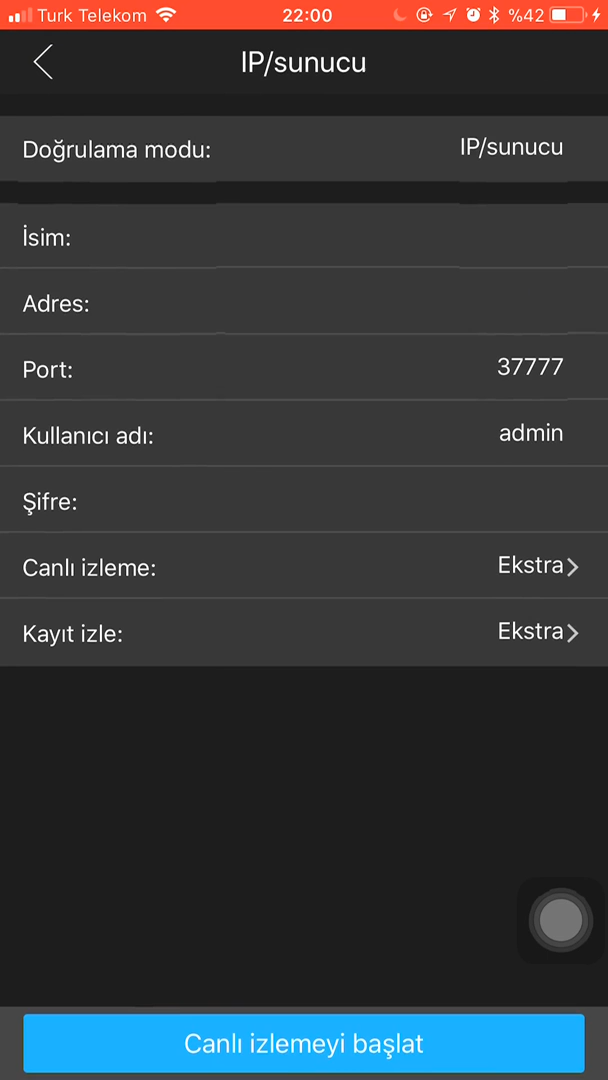 Turk Telekom 22:00 %42
IP/sunucu
Doğrulama modu: IP/sunucu
İsim:
Adres:
Port: 37777
Kullanıcı adı: admin
Şifre:
Canlı izleme: Ekstra
Kayıt izle: Ekstra
Canlı izlemeyi başlat